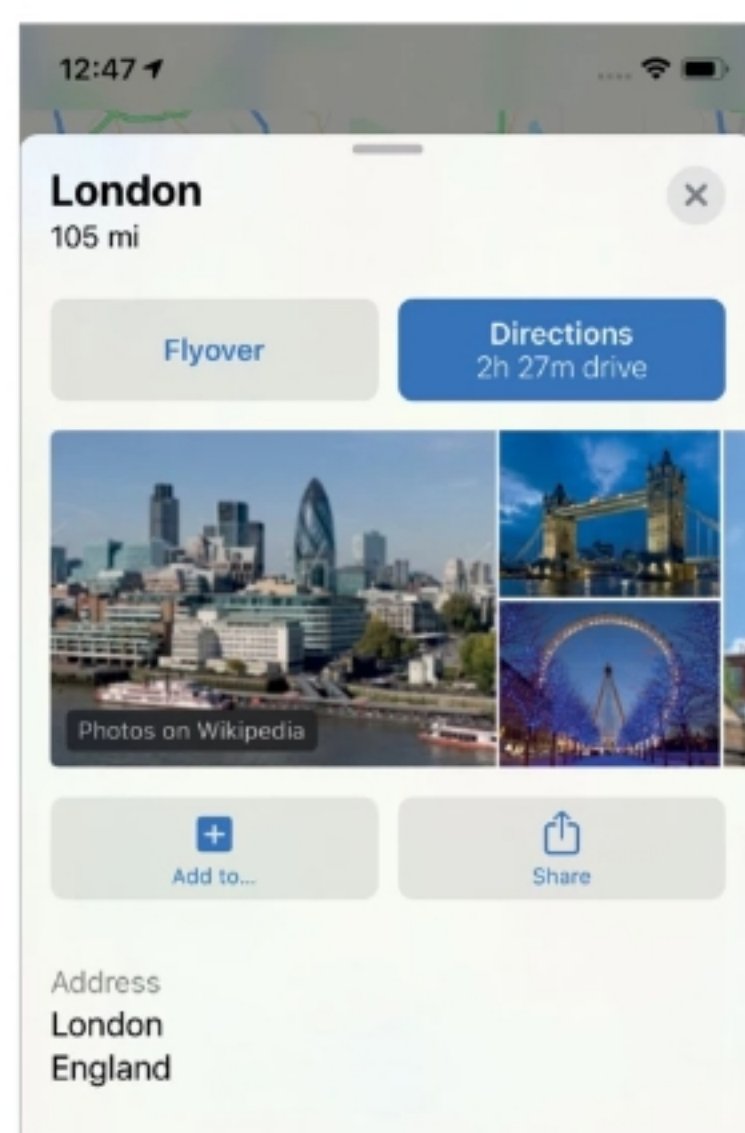 12:47
London
105 mi
Flyover
Directions
2h 27m drive
Photos on Wikipedia
Add to...
Share
Address
London
England